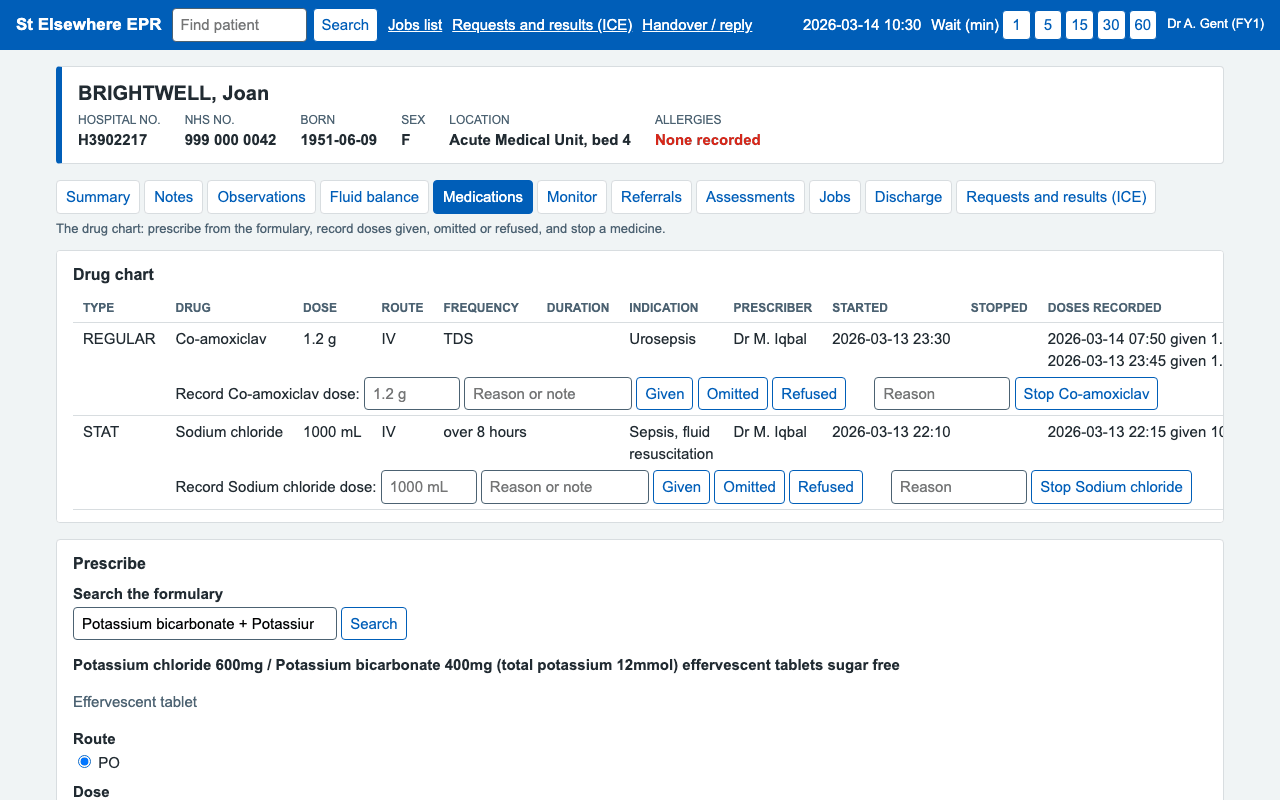 St Elsewhere EPR Find patient Search Jobs list Requests and results (ICE) Handover / reply 2026-03-14 10:30 Wait (min) 1 5 15 30 60 Dr A. Gent (FY1)
BRIGHTWELL, Joan
HOSPITAL NO. NHS NO. BORN SEX LOCATION ALLERGIES
H3902217 999 000 0042 1951-06-09 F Acute Medical Unit, bed 4 None recorded
Summary Notes Observations Fluid balance Medications Monitor Referrals Assessments Jobs Discharge Requests and results (ICE)
The drug chart: prescribe from the formulary, record doses given, omitted or refused, and stop a medicine.
Drug chart
TYPE DRUG DOSE ROUTE FREQUENCY DURATION INDICATION PRESCRIBER STARTED STOPPED DOSES RECORDED
REGULAR Co-amoxiclav 1.2 g IV TDS Urosepsis Dr M. Iqbal 2026-03-13 23:30 2026-03-14 07:50 given 1.
2026-03-13 23:45 given 1.
Record Co-amoxiclav dose: 1.2 g Reason or note Given Omitted Refused Reason Stop Co-amoxiclav
STAT Sodium chloride 1000 mL IV over 8 hours Sepsis, fluid Dr M. Iqbal 2026-03-13 22:10 2026-03-13 22:15 given 10
resuscitation
Record Sodium chloride dose: 1000 mL Reason or note Given Omitted Refused Reason Stop Sodium chloride
Prescribe
Search the formulary
Potassium bicarbonate + Potassiur Search
Potassium chloride 600mg / Potassium bicarbonate 400mg (total potassium 12mmol) effervescent tablets sugar free
Effervescent tablet
Route
PO
Dose